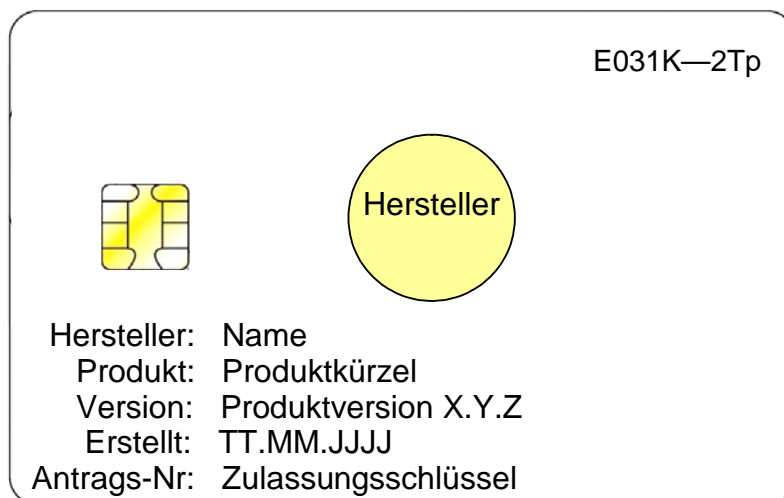 E031K—2Tp
Hersteller
Hersteller: Name
Produkt: Produktkürzel
Version: Produktversion X.Y.Z
Erstellt: TT.MM.JJJJ
Antrags-Nr: Zulassungsschlüssel